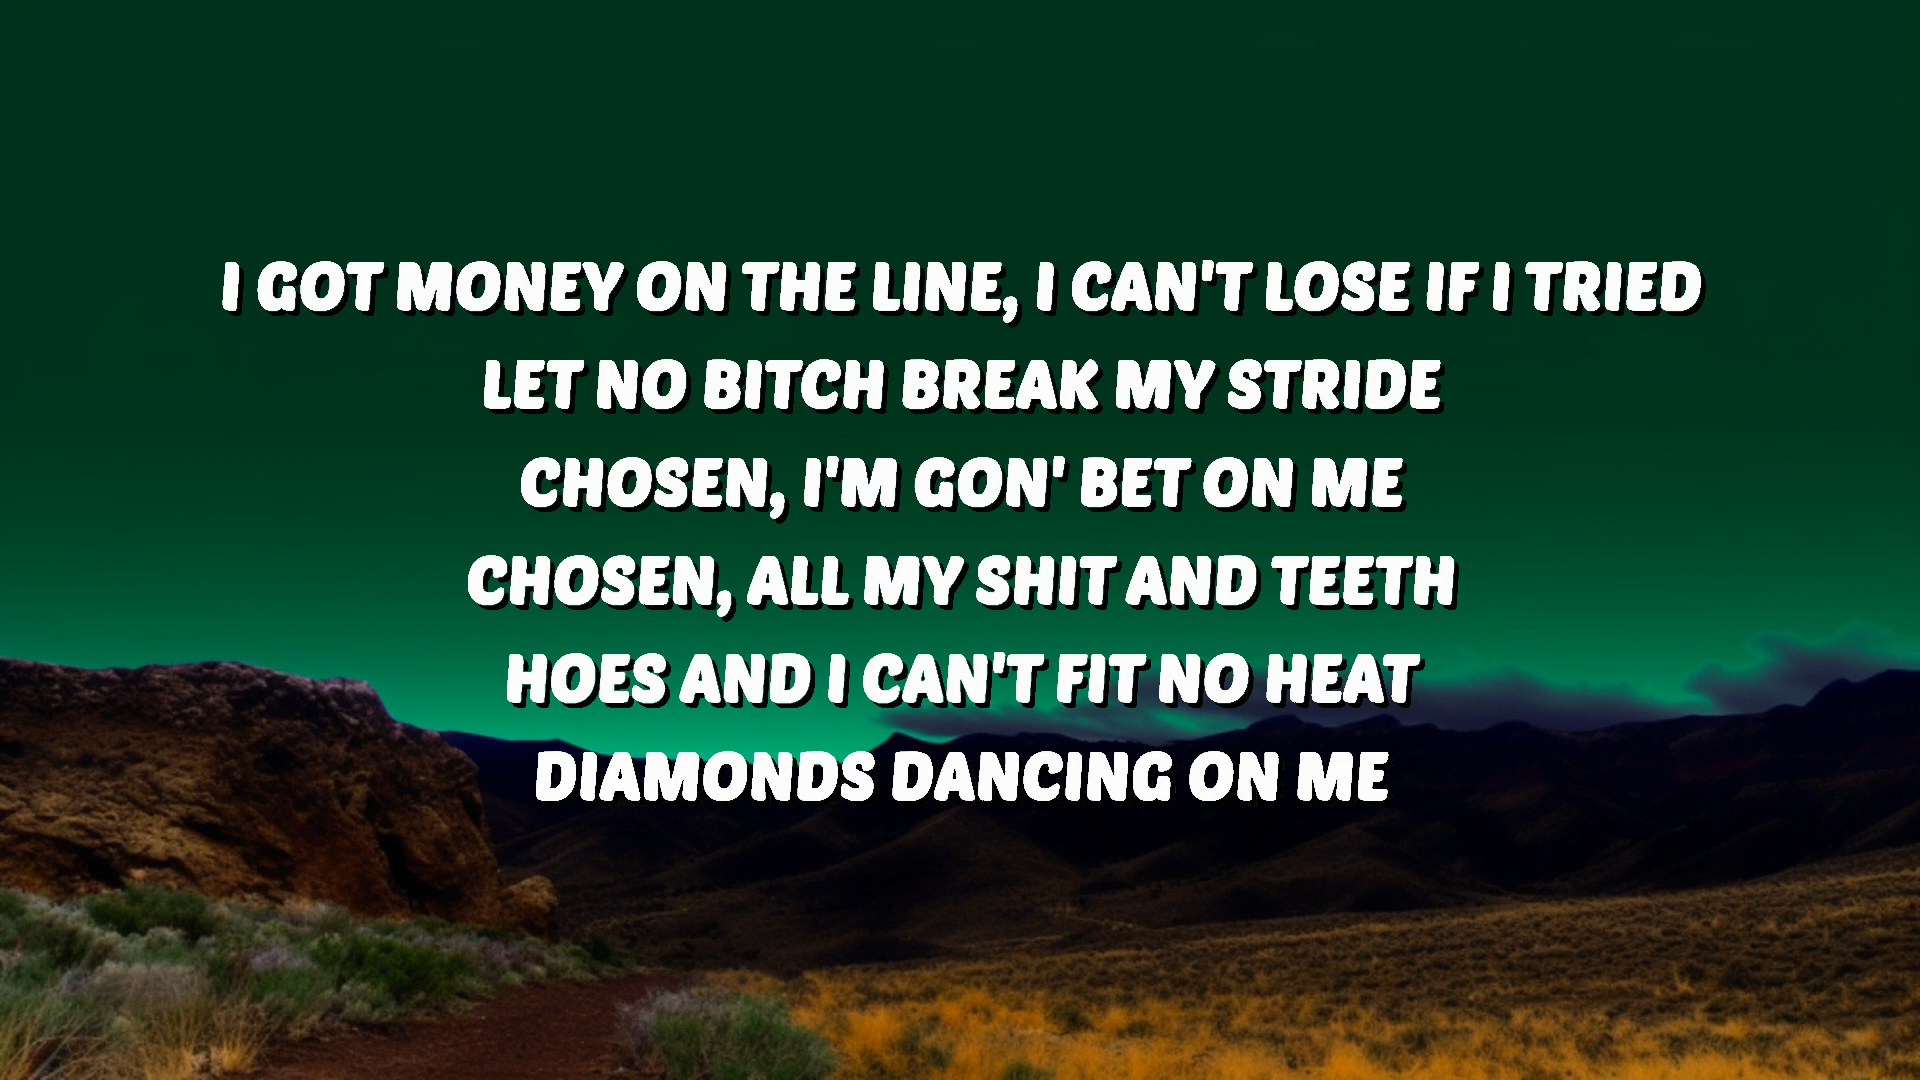 I GOT MONEY ON THE LINE, I CAN'T LOSE IF I TRIED
LET NO BITCH BREAK MY STRIDE
CHOSEN, I'M GON' BET ON ME
CHOSEN, ALL MY SHIT AND TEETH
HOES AND I CAN'T FIT NO HEAT
DIAMONDS DANCING ON ME